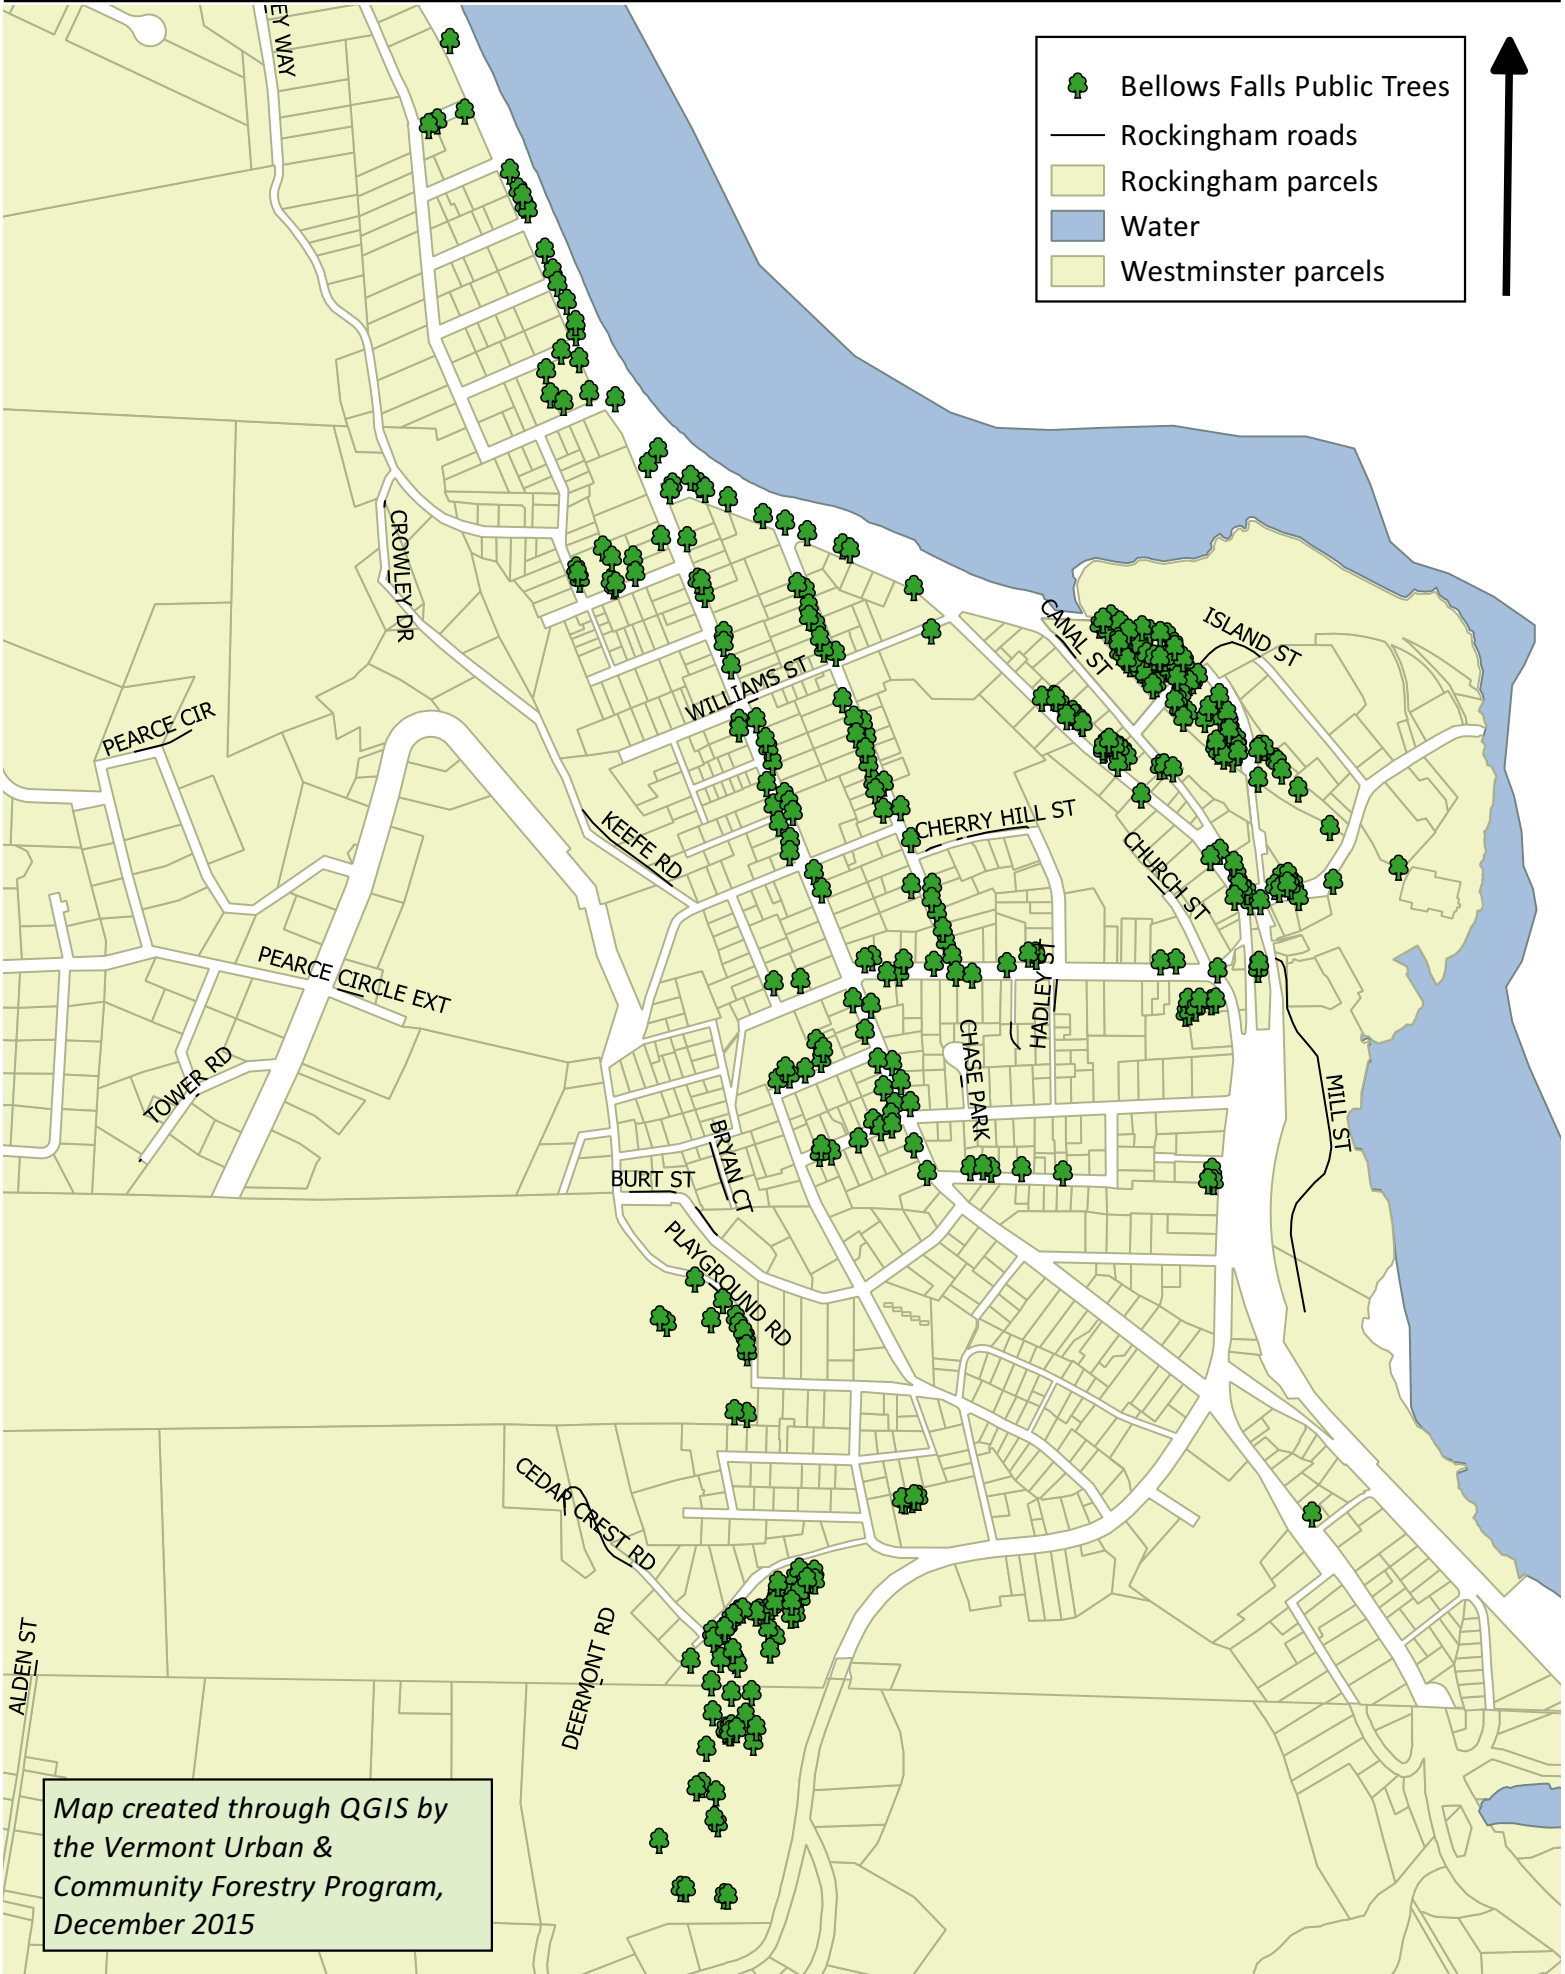 EY WAY
Bellows Falls Public Trees
Rockingham roads
Rockingham parcels
Water
Westminster parcels
CROWLEY DR
CANAL ST
ISLAND ST
WILLIAMS ST
PEARCE CIR
KEEFE RD
CHERRY HILL ST
CHURCH ST
PEARCE CIRCLE EXT
HADLEY ST
CHASE PARK
TOWER RD
MILL ST
BRYAN CT
BURT ST
PLAYGROUND RD
CEDAR CREST RD
DEERMONT RD
ALDEN ST
Map created through QGIS by
the Vermont Urban &
Community Forestry Program,
December 2015